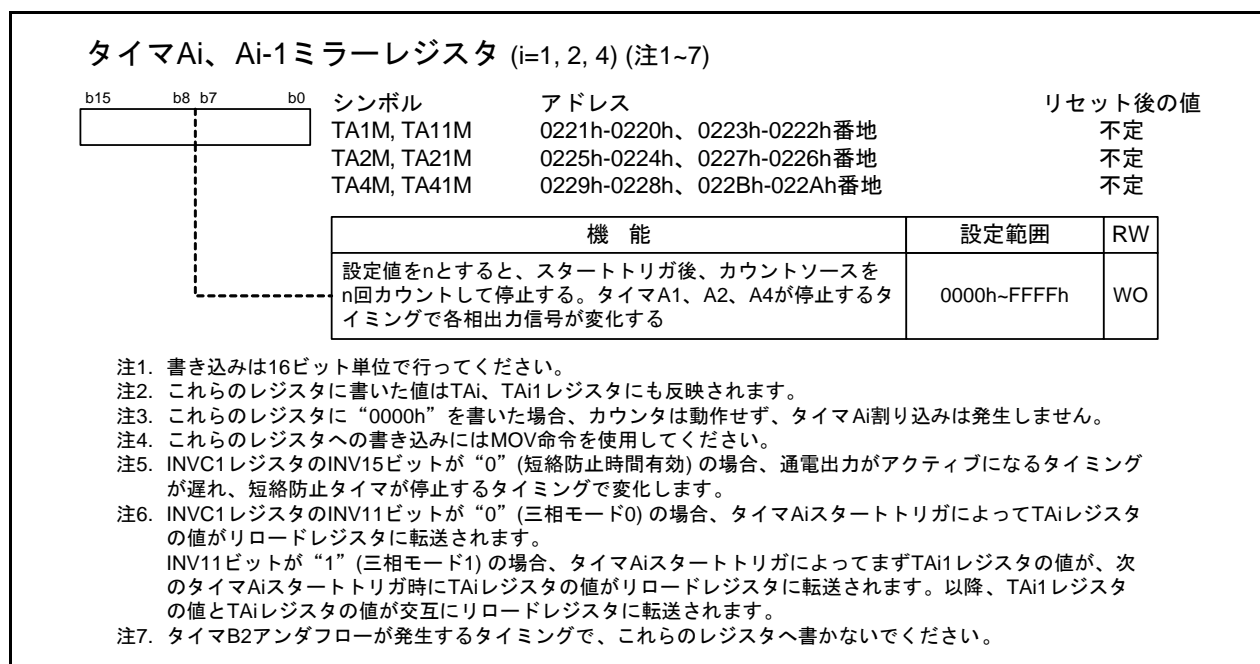 タイマAi、Ai-1ミラーレジスタ (i=1, 2, 4) (注1~7)
b15 b8 b7 b0 シンボル アドレス リセット後の値
TA1M, TA11M 0221h-0220h、0223h-0222h番地 不定
TA2M, TA21M 0225h-0224h、0227h-0226h番地 不定
TA4M, TA41M 0229h-0228h、022Bh-022Ah番地 不定
機 能 設定範囲 RW
設定値をnとすると、スタートトリガ後、カウントソースを
n回カウントして停止する。タイマA1、A2、A4が停止するタ
イミングで各相出力信号が変化する
0000h~FFFFh WO
注1. 書き込みは16ビット単位で行ってください。
注2. これらのレジスタに書いた値はTAi、TAi1レジスタにも反映されます。
注3. これらのレジスタに“0000h”を書いた場合、カウンタは動作せず、タイマAi割り込みは発生しません。
注4. これらのレジスタへの書き込みにはMOV命令を使用してください。
注5. INVC1レジスタのINV15ビットが“0”(短絡防止時間有効) の場合、通電出力がアクティブになるタイミング
が遅れ、短絡防止タイマが停止するタイミングで変化します。
注6. INVC1レジスタのINV11ビットが“0”(三相モード0) の場合、タイマAiスタートトリガによってTAiレジスタ
の値がリロードレジスタに転送されます。
INV11ビットが“1”(三相モード1) の場合、タイマAiスタートトリガによってまずTAi1レジスタの値が、次
のタイマAiスタートトリガ時にTAiレジスタの値がリロードレジスタに転送されます。以降、TAi1レジスタ
の値とTAiレジスタの値が交互にリロードレジスタに転送されます。
注7. タイマB2アンダフローが発生するタイミングで、これらのレジスタへ書かないでください。